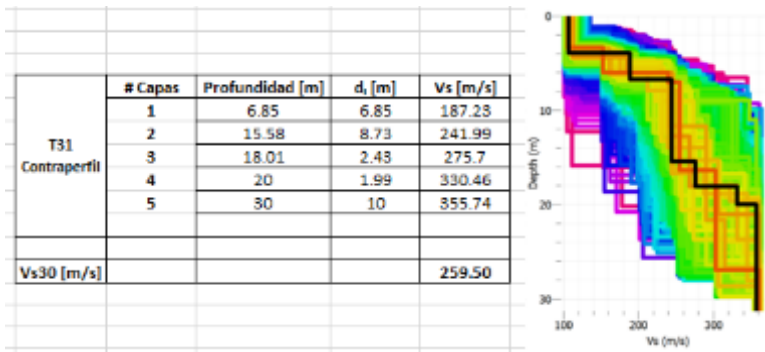 # Capas Profundidad [m] dᵢ [m] Vs [m/s]
T31 Contraperfil
1 6.85 6.85 187.23
2 15.58 8.73 241.99
3 18.01 2.43 275.7
4 20 1.99 330.46
5 30 10 355.74
Vs30 [m/s] 259.50
0
10
20
30
Depth (m)
100 200 300
Vs (m/s)